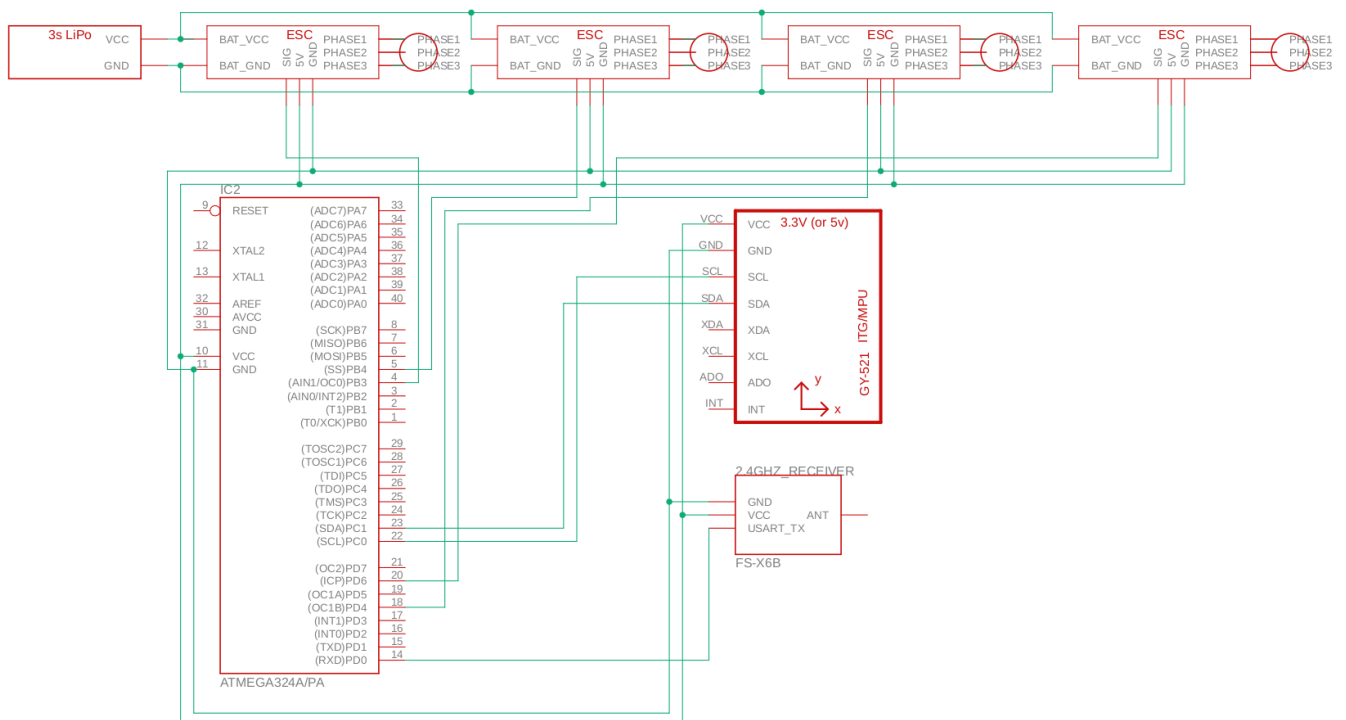 3s LiPo
VCC
GND
ESC
BAT_VCC
BAT_GND
SIG
5V
GND
PHASE1
PHASE2
PHASE3
PHASE1
PHASE2
PHASE3
ESC
BAT_VCC
BAT_GND
SIG
5V
GND
PHASE1
PHASE2
PHASE3
PHASE1
PHASE2
PHASE3
ESC
BAT_VCC
BAT_GND
SIG
5V
GND
PHASE1
PHASE2
PHASE3
PHASE1
PHASE2
PHASE3
ESC
BAT_VCC
BAT_GND
SIG
5V
GND
PHASE1
PHASE2
PHASE3
PHASE1
PHASE2
PHASE3
IC2
9 RESET
12 XTAL2
13 XTAL1
32 AREF
30 AVCC
31 GND
10 VCC
11 GND
(ADC7)PA7 33
(ADC6)PA6 34
(ADC5)PA5 35
(ADC4)PA4 36
(ADC3)PA3 37
(ADC2)PA2 38
(ADC1)PA1 39
(ADC0)PA0 40
(SCK)PB7 8
(MISO)PB6 7
(MOSI)PB5 6
(SS)PB4 5
(AIN1/OC0)PB3 4
(AIN0/INT2)PB2 3
(T1)PB1 2
(T0/XCK)PB0 1
(TOSC2)PC7 29
(TOSC1)PC6 28
(TDI)PC5 27
(TDO)PC4 26
(TMS)PC3 25
(TCK)PC2 24
(SDA)PC1 23
(SCL)PC0 22
(OC2)PD7 21
(ICP)PD6 20
(OC1A)PD5 19
(OC1B)PD4 18
(INT1)PD3 17
(INT0)PD2 16
(TXD)PD1 15
(RXD)PD0 14
ATMEGA324A/PA
3.3V (or 5v)
VCC VCC
GND GND
SCL SCL
SDA SDA
XDA XDA
XCL XCL
ADO ADO
INT INT
GY-521 ITG/MPU
y
x
2.4GHZ_RECEIVER
GND
VCC ANT
USART_TX
FS-X6B